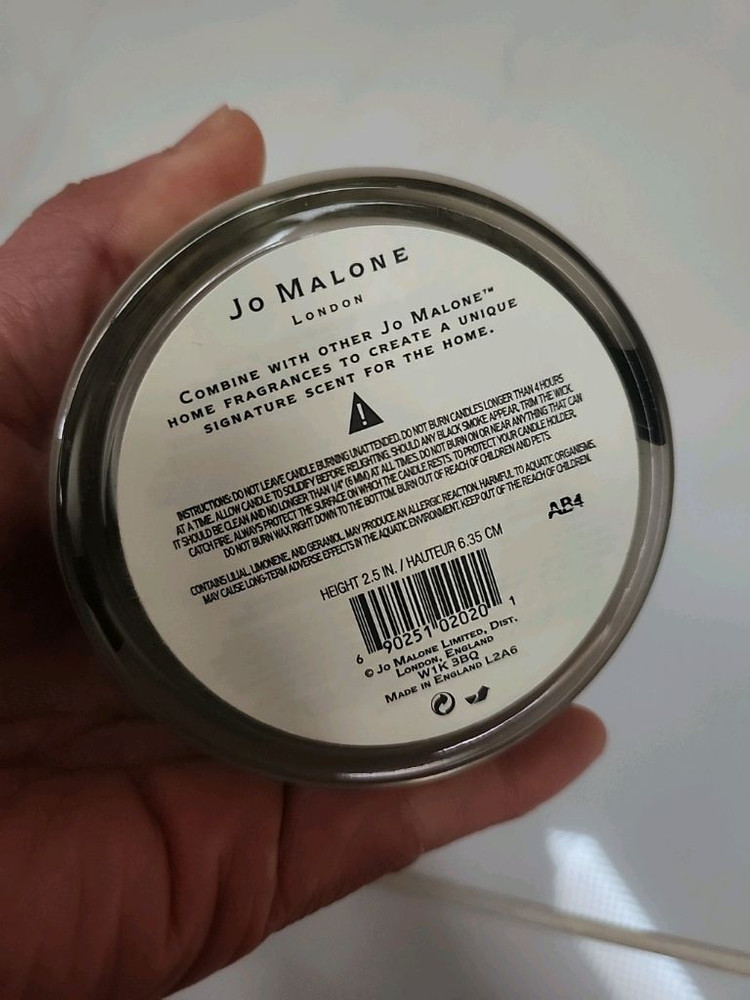 JO MALONE
LONDON
COMBINE WITH OTHER JO MALONE™
HOME FRAGRANCES TO CREATE A UNIQUE
SIGNATURE SCENT FOR THE HOME.
INSTRUCTIONS: DO NOT LEAVE CANDLE BURNING UNATTENDED. DO NOT BURN CANDLES LONGER THAN 4 HOURS
AT A TIME. ALLOW CANDLE TO SOLIDIFY BEFORE RELIGHTING. SHOULD ANY BLACK SMOKE APPEAR, TRIM THE WICK.
IT SHOULD BE CLEAN AND NO LONGER THAN 1/4" (6 MM) AT ALL TIMES. DO NOT BURN ON OR NEAR ANYTHING THAT CAN
CATCH FIRE. ALWAYS PROTECT THE SURFACE ON WHICH THE CANDLE RESTS. TO PROTECT YOUR CANDLE HOLDER,
DO NOT BURN WAX RIGHT DOWN TO THE BOTTOM. BURN OUT OF REACH OF CHILDREN AND PETS.
CONTAINS LILIAL, LIMONENE, AND GERANIOL. MAY PRODUCE AN ALLERGIC REACTION. HARMFUL TO AQUATIC ORGANISMS.
MAY CAUSE LONG-TERM ADVERSE EFFECTS IN THE AQUATIC ENVIRONMENT. KEEP OUT OF THE REACH OF CHILDREN.
AB4
HEIGHT 2.5 IN. / HAUTEUR 6.35 CM
6 90251 02020 1
© JO MALONE LIMITED, DIST.
LONDON, ENGLAND
W1K 3BQ
MADE IN ENGLAND L2A6